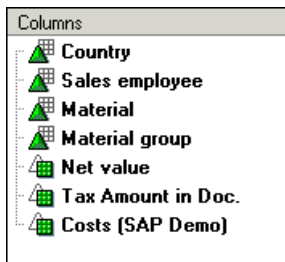 Columns
Country
Sales employee
Material
Material group
Net value
Tax Amount in Doc.
Costs (SAP Demo)